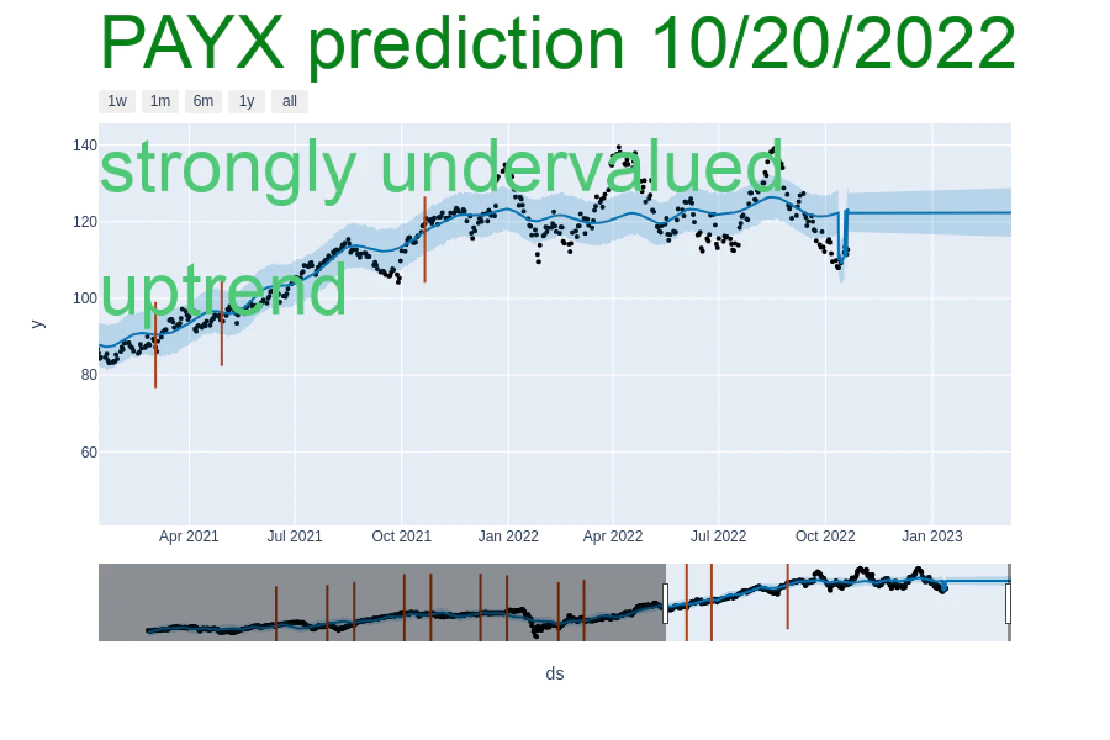 PAYX prediction 10/20/2022
1w 1m 6m 1y all
strongly undervalued
uptrend
140
120
100
80
60
y
Apr 2021 Jul 2021 Oct 2021 Jan 2022 Apr 2022 Jul 2022 Oct 2022 Jan 2023
ds